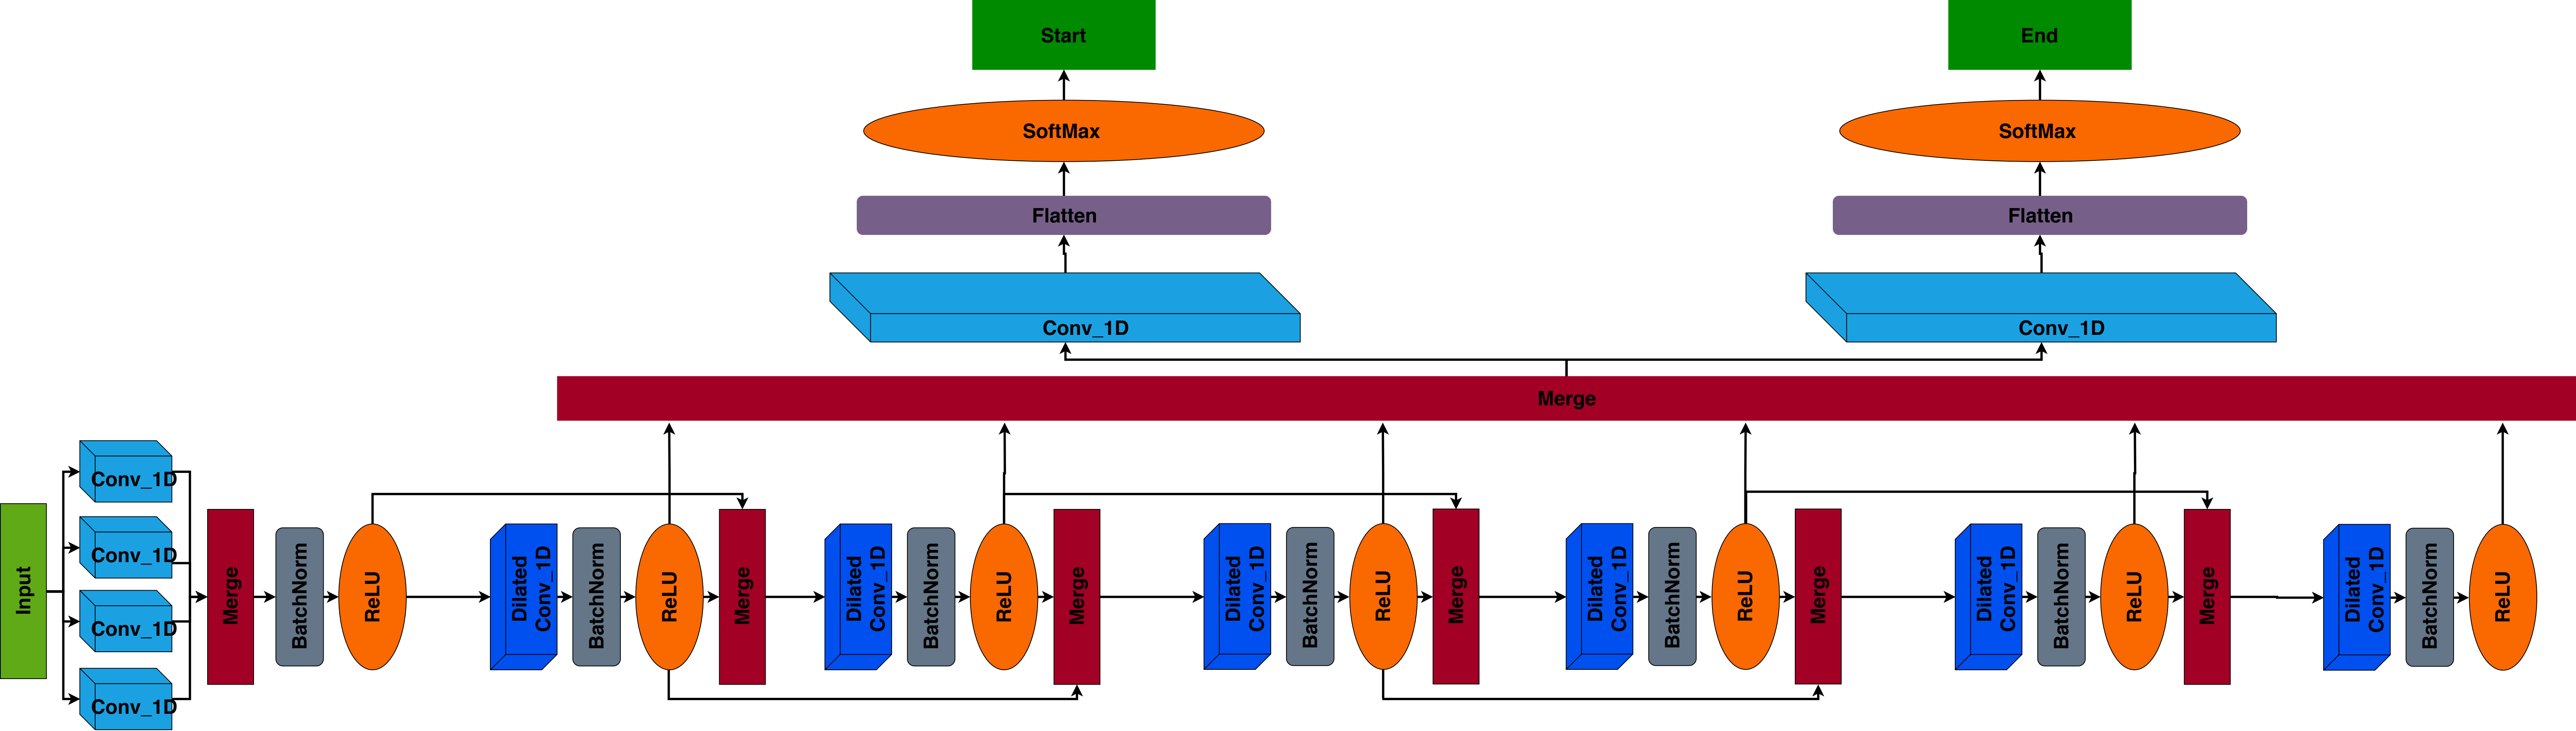 Start
End
SoftMax
SoftMax
Flatten
Flatten
Conv_1D
Conv_1D
Merge
Input
Conv_1D
Conv_1D
Conv_1D
Conv_1D
Merge
BatchNorm
ReLU
Dilated
Conv_1D
BatchNorm
ReLU
Merge
Dilated
Conv_1D
BatchNorm
ReLU
Merge
Dilated
Conv_1D
BatchNorm
ReLU
Merge
Dilated
Conv_1D
BatchNorm
ReLU
Merge
Dilated
Conv_1D
BatchNorm
ReLU
Merge
Dilated
Conv_1D
BatchNorm
ReLU